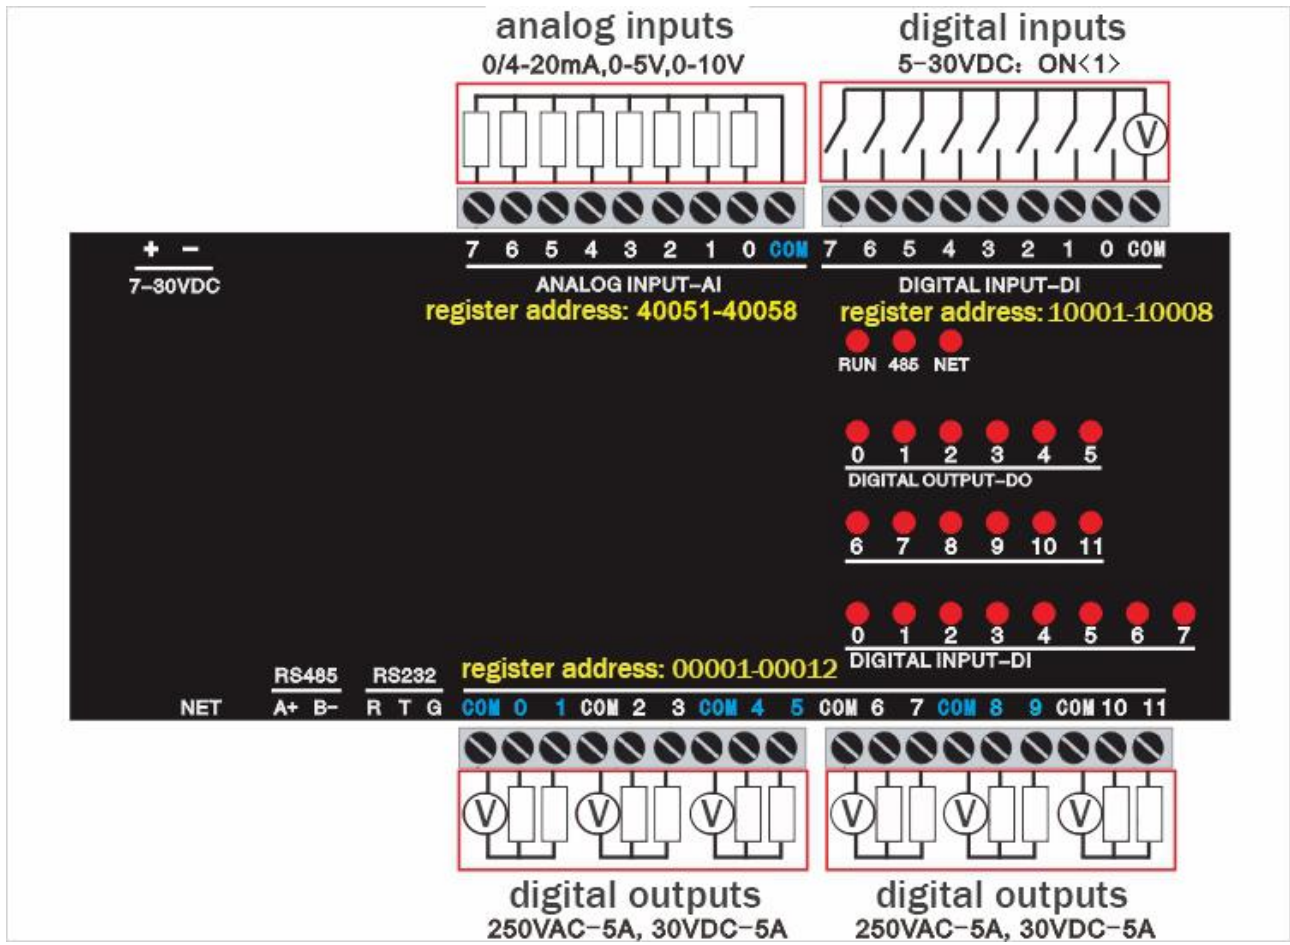 analog inputs
0/4-20mA,0-5V,0-10V
digital inputs
5-30VDC: ON<1>
V
+ -
7-30VDC
7 6 5 4 3 2 1 0 COM
ANALOG INPUT-AI
register address: 40051-40058
7 6 5 4 3 2 1 0 COM
DIGITAL INPUT-DI
register address: 10001-10008
RUN 485 NET
0 1 2 3 4 5
DIGITAL OUTPUT-DO
6 7 8 9 10 11
0 1 2 3 4 5 6 7
DIGITAL INPUT-DI
register address: 00001-00012
RS485 RS232
NET A+ B- R T G COM 0 1 COM 2 3 COM 4 5 COM 6 7 COM 8 9 COM 10 11
V V V V V V
digital outputs
250VAC-5A, 30VDC-5A
digital outputs
250VAC-5A, 30VDC-5A